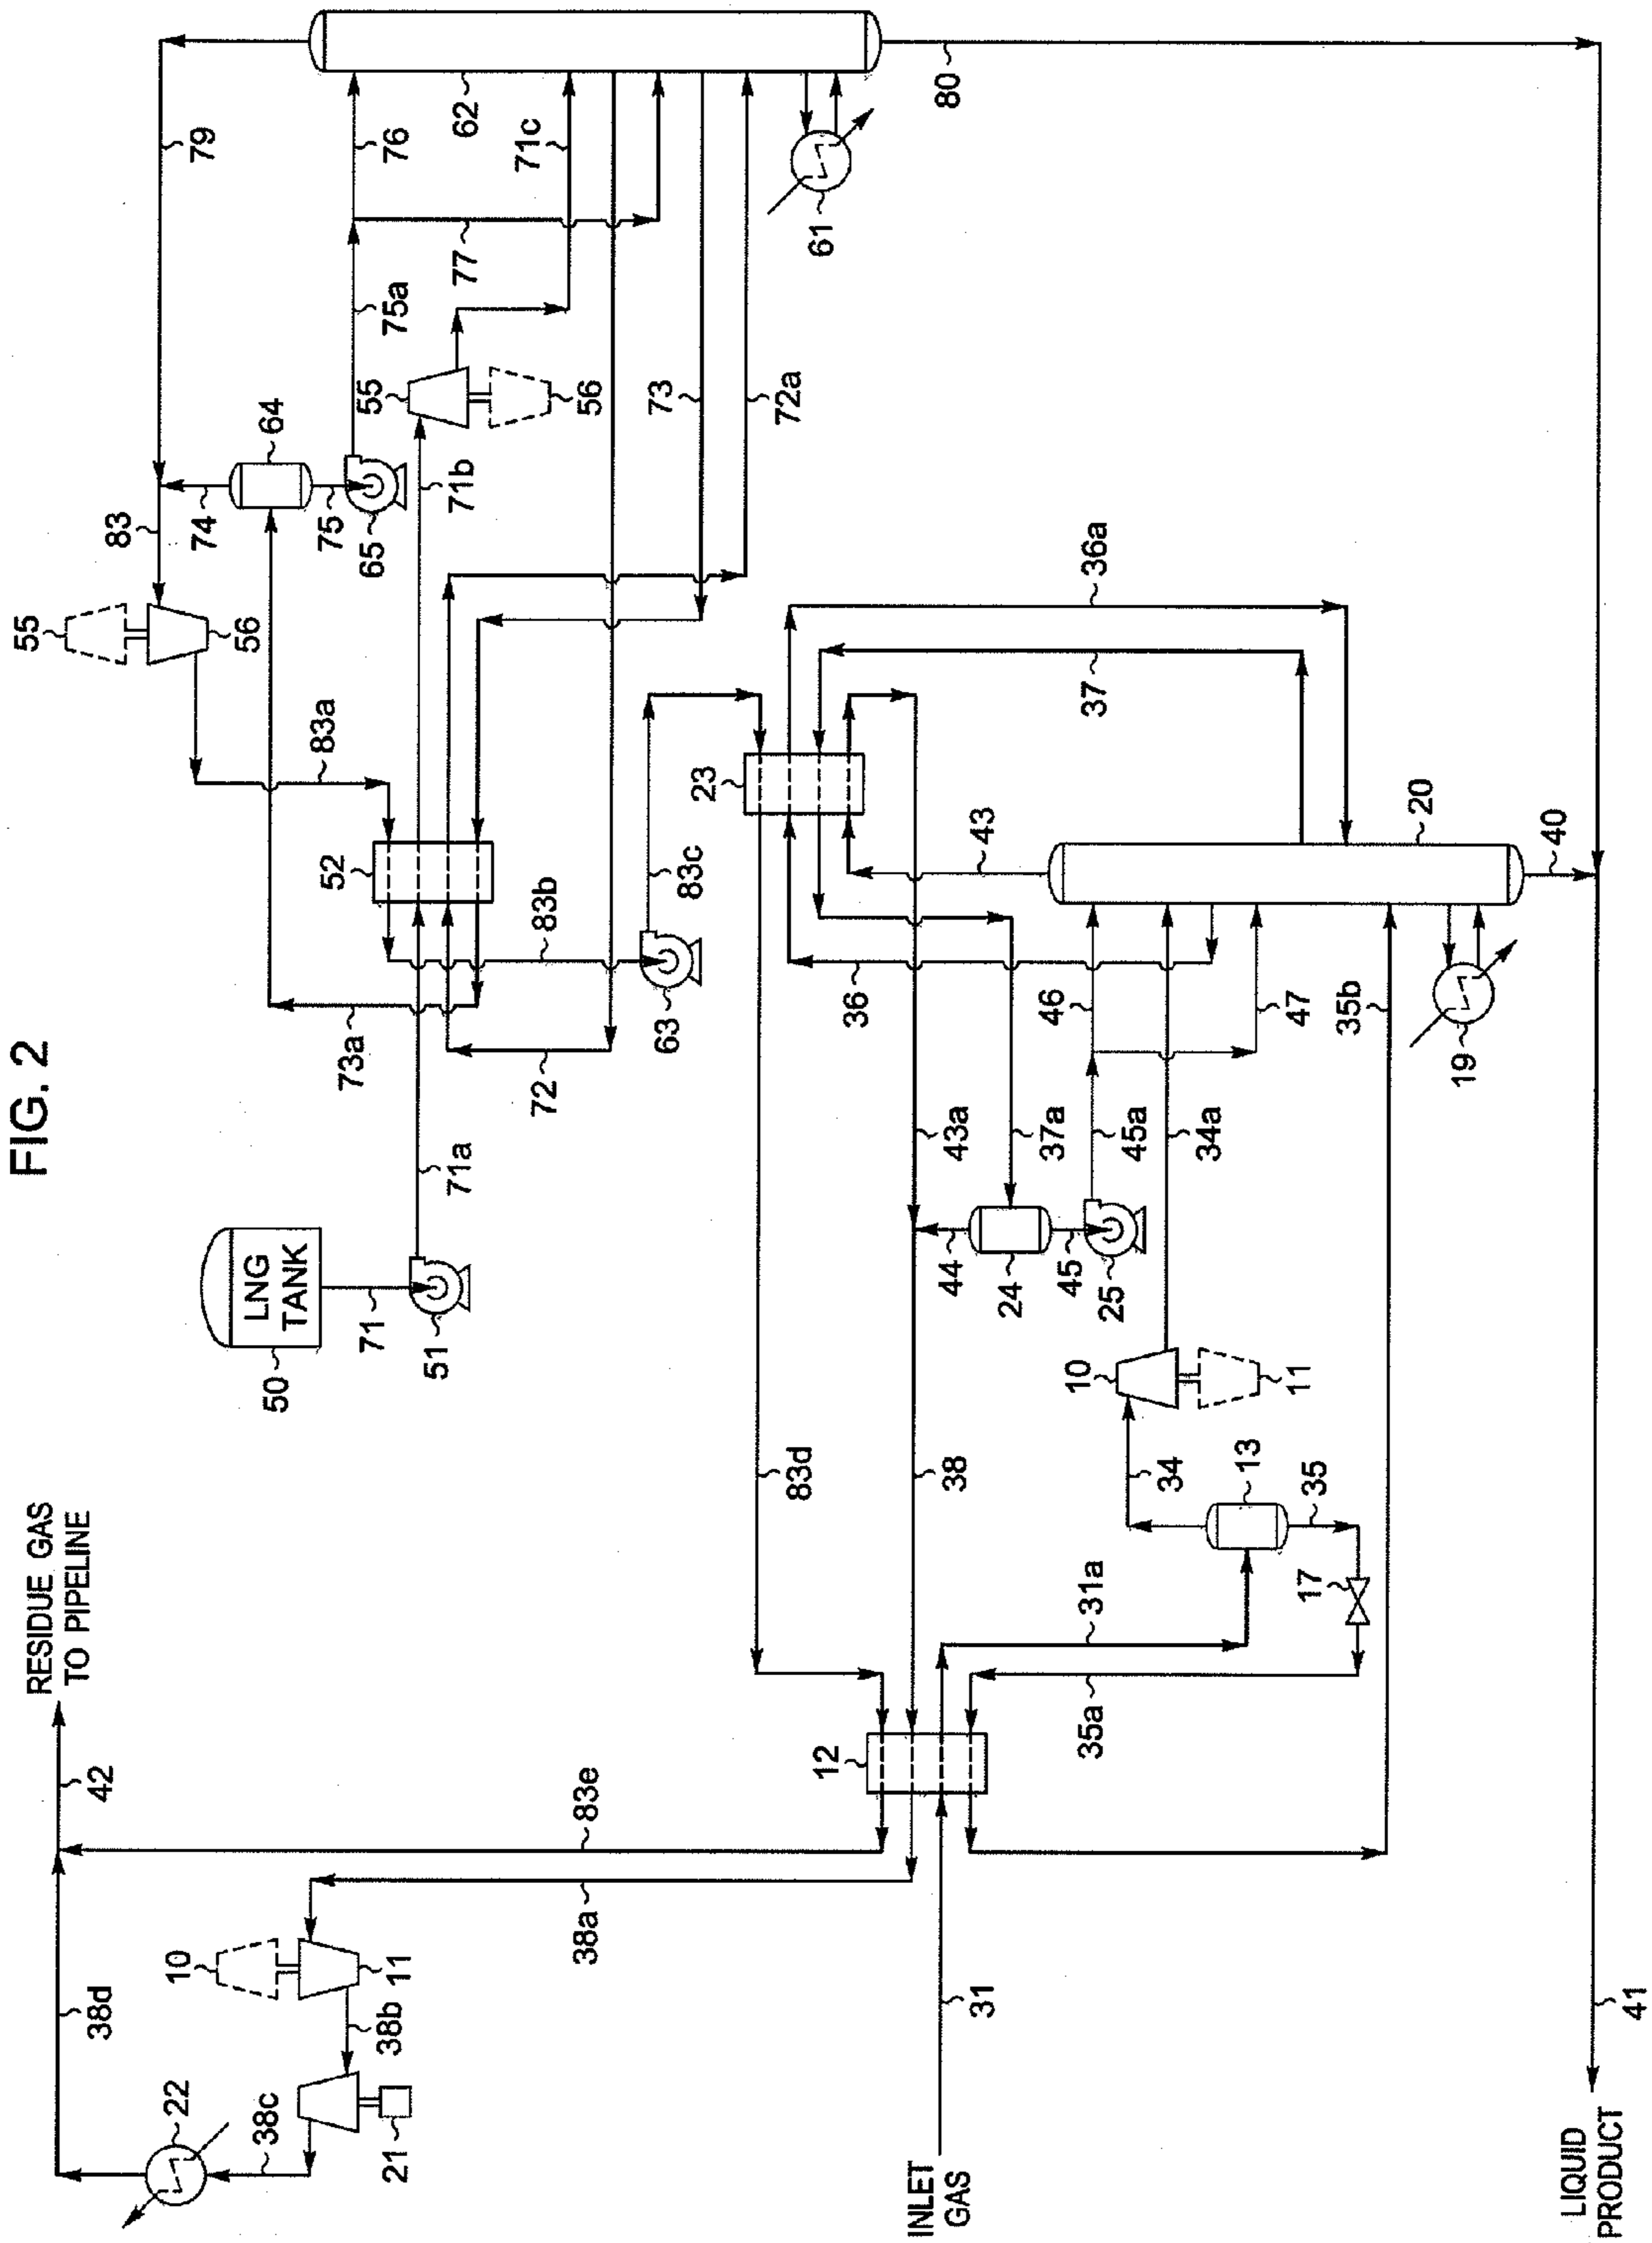 FIG. 2
RESIDUE GAS
TO PIPELINE
42
38d
22
38c
21
10
11
38b
38a
83e
INLET
GAS
31
12
83d
38
31a
35a
17
35
13
34
10
11
LNG
TANK
50
71
51
71a
73a
72
52
83b
63
83c
83a
55
56
83
74
64
75
65
75a
71b
55
56
79
76
77
62
71c
61
73
72a
80
23
36a
37
43
36
20
40
46
47
35b
19
43a
37a
45a
34a
44
24
45
25
41
LIQUID
PRODUCT